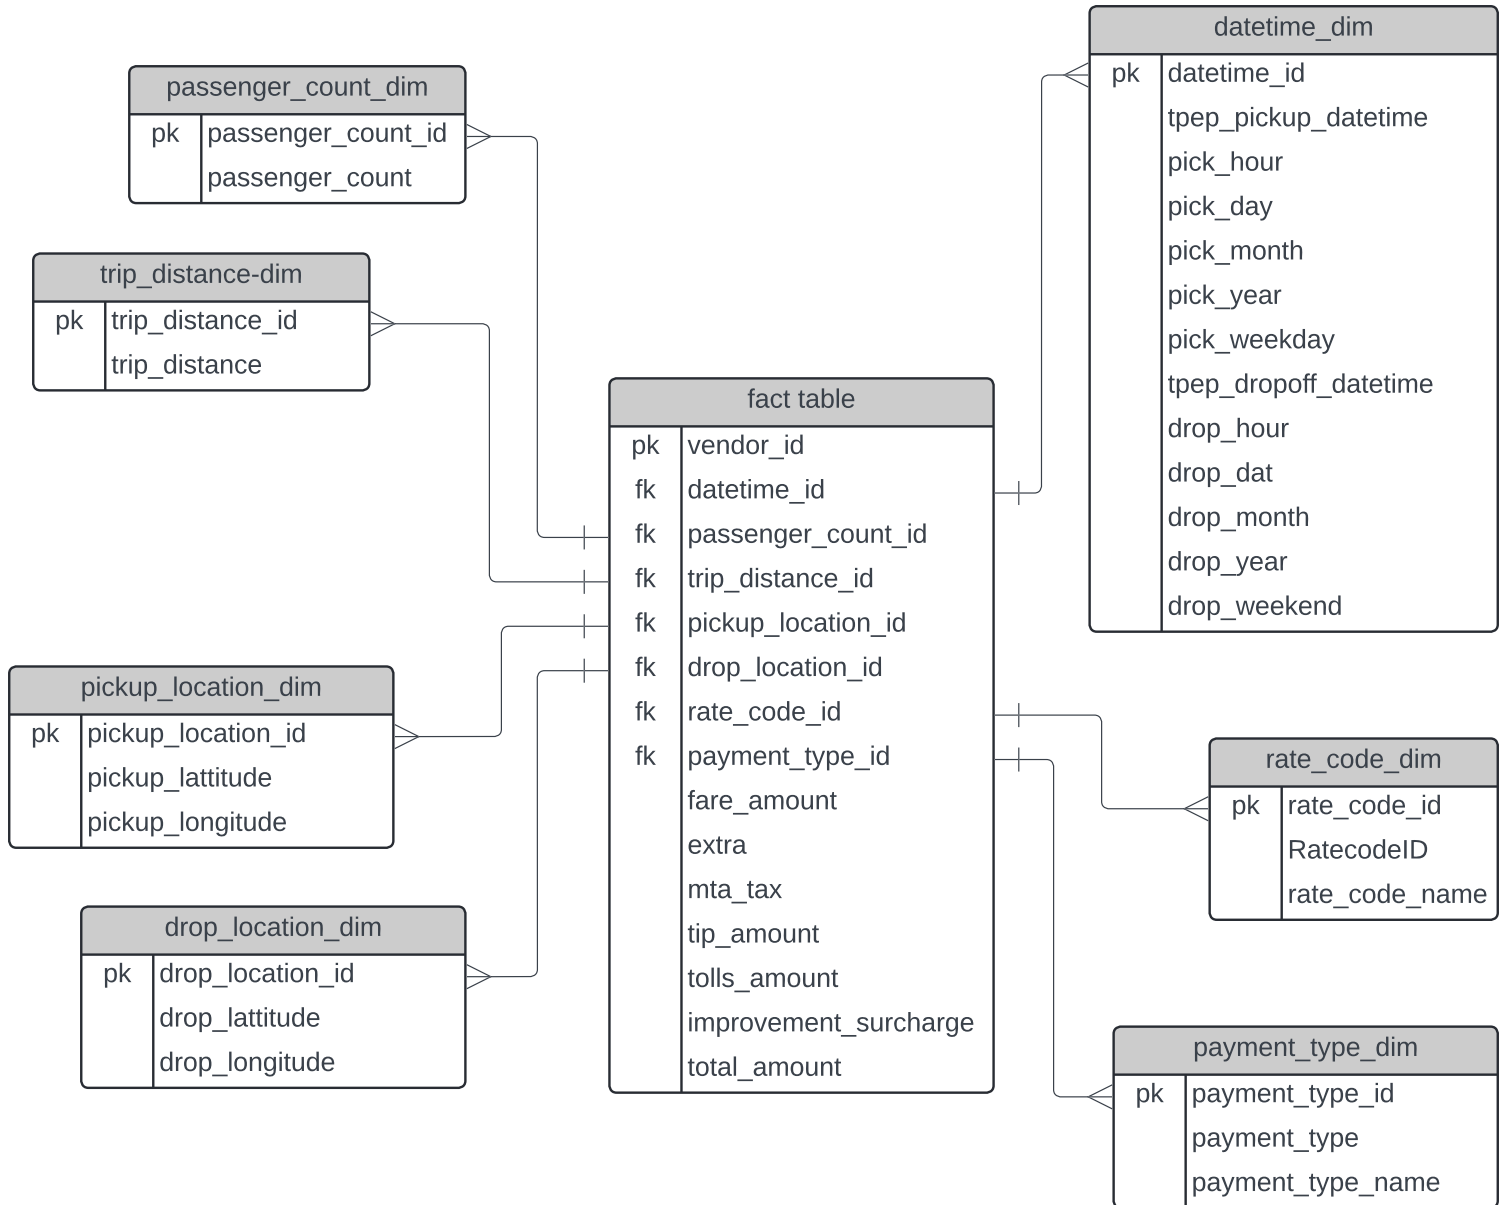 passenger_count_dim
pk passenger_count_id
passenger_count
trip_distance-dim
pk trip_distance_id
trip_distance
pickup_location_dim
pk pickup_location_id
pickup_lattitude
pickup_longitude
drop_location_dim
pk drop_location_id
drop_lattitude
drop_longitude
fact table
pk vendor_id
fk datetime_id
fk passenger_count_id
fk trip_distance_id
fk pickup_location_id
fk drop_location_id
fk rate_code_id
fk payment_type_id
fare_amount
extra
mta_tax
tip_amount
tolls_amount
improvement_surcharge
total_amount
datetime_dim
pk datetime_id
tpep_pickup_datetime
pick_hour
pick_day
pick_month
pick_year
pick_weekday
tpep_dropoff_datetime
drop_hour
drop_dat
drop_month
drop_year
drop_weekend
rate_code_dim
pk rate_code_id
RatecodeID
rate_code_name
payment_type_dim
pk payment_type_id
payment_type
payment_type_name